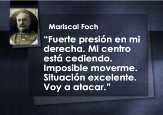 Mariscal Foch
“Fuerte presión en mi
derecha. Mi centro
está cediendo.
Imposible moverme.
Situación excelente.
Voy a atacar.”